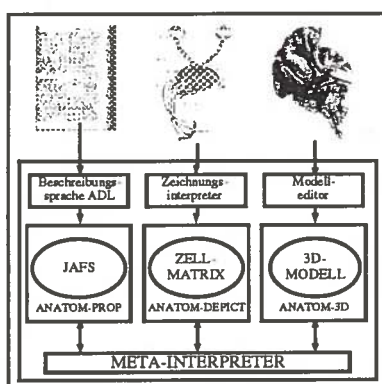 Beschreibungs-
sprache ADL
Zeichnungs-
interpreter
Modell-
editor
JAFS
ANATOM-PROP
ZELL-
MATRIX
ANATOM-DEPICT
3D-
MODELL
ANATOM-3D
META-INTERPRETER